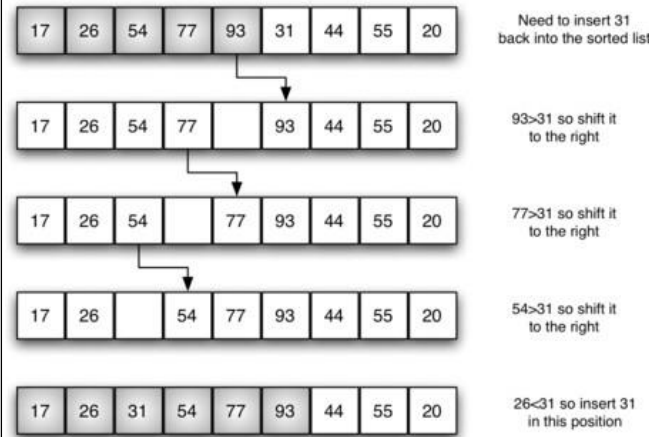 17 26 54 77 93 31 44 55 20
Need to insert 31
back into the sorted list
17 26 54 77 93 44 55 20
93>31 so shift it
to the right
17 26 54 77 93 44 55 20
77>31 so shift it
to the right
17 26 54 77 93 44 55 20
54>31 so shift it
to the right
17 26 31 54 77 93 44 55 20
26<31 so insert 31
in this position